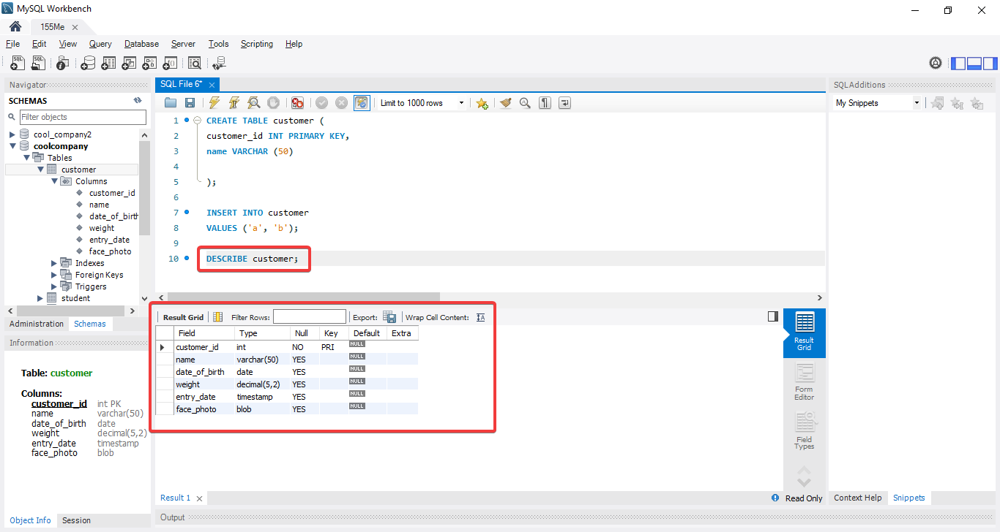 MySQL Workbench
155Me
File Edit View Query Database Server Tools Scripting Help
Navigator
SCHEMAS
Filter objects
cool_company2
coolcompany
Tables
customer
Columns
customer_id
name
date_of_birth
weight
entry_date
face_photo
Indexes
Foreign Keys
Triggers
student
Administration Schemas
Information
Table: customer
Columns:
customer_id int PK
name varchar(50)
date_of_birth date
weight decimal(5,2)
entry_date timestamp
face_photo blob
Object Info Session
SQL File 6*
Limit to 1000 rows
1 CREATE TABLE customer (
2 customer_id INT PRIMARY KEY,
3 name VARCHAR (50)
4
5 );
6
7 INSERT INTO customer
8 VALUES ('a', 'b');
9
10 DESCRIBE customer;
Result Grid Filter Rows: Export: Wrap Cell Content:
Field Type Null Key Default Extra
customer_id int NO PRI NULL
name varchar(50) YES NULL
date_of_birth date YES NULL
weight decimal(5,2) YES NULL
entry_date timestamp YES NULL
face_photo blob YES NULL
Result Grid
Form Editor
Field Types
Result 1
Read Only
Output
SQLAdditions
My Snippets
Context Help Snippets